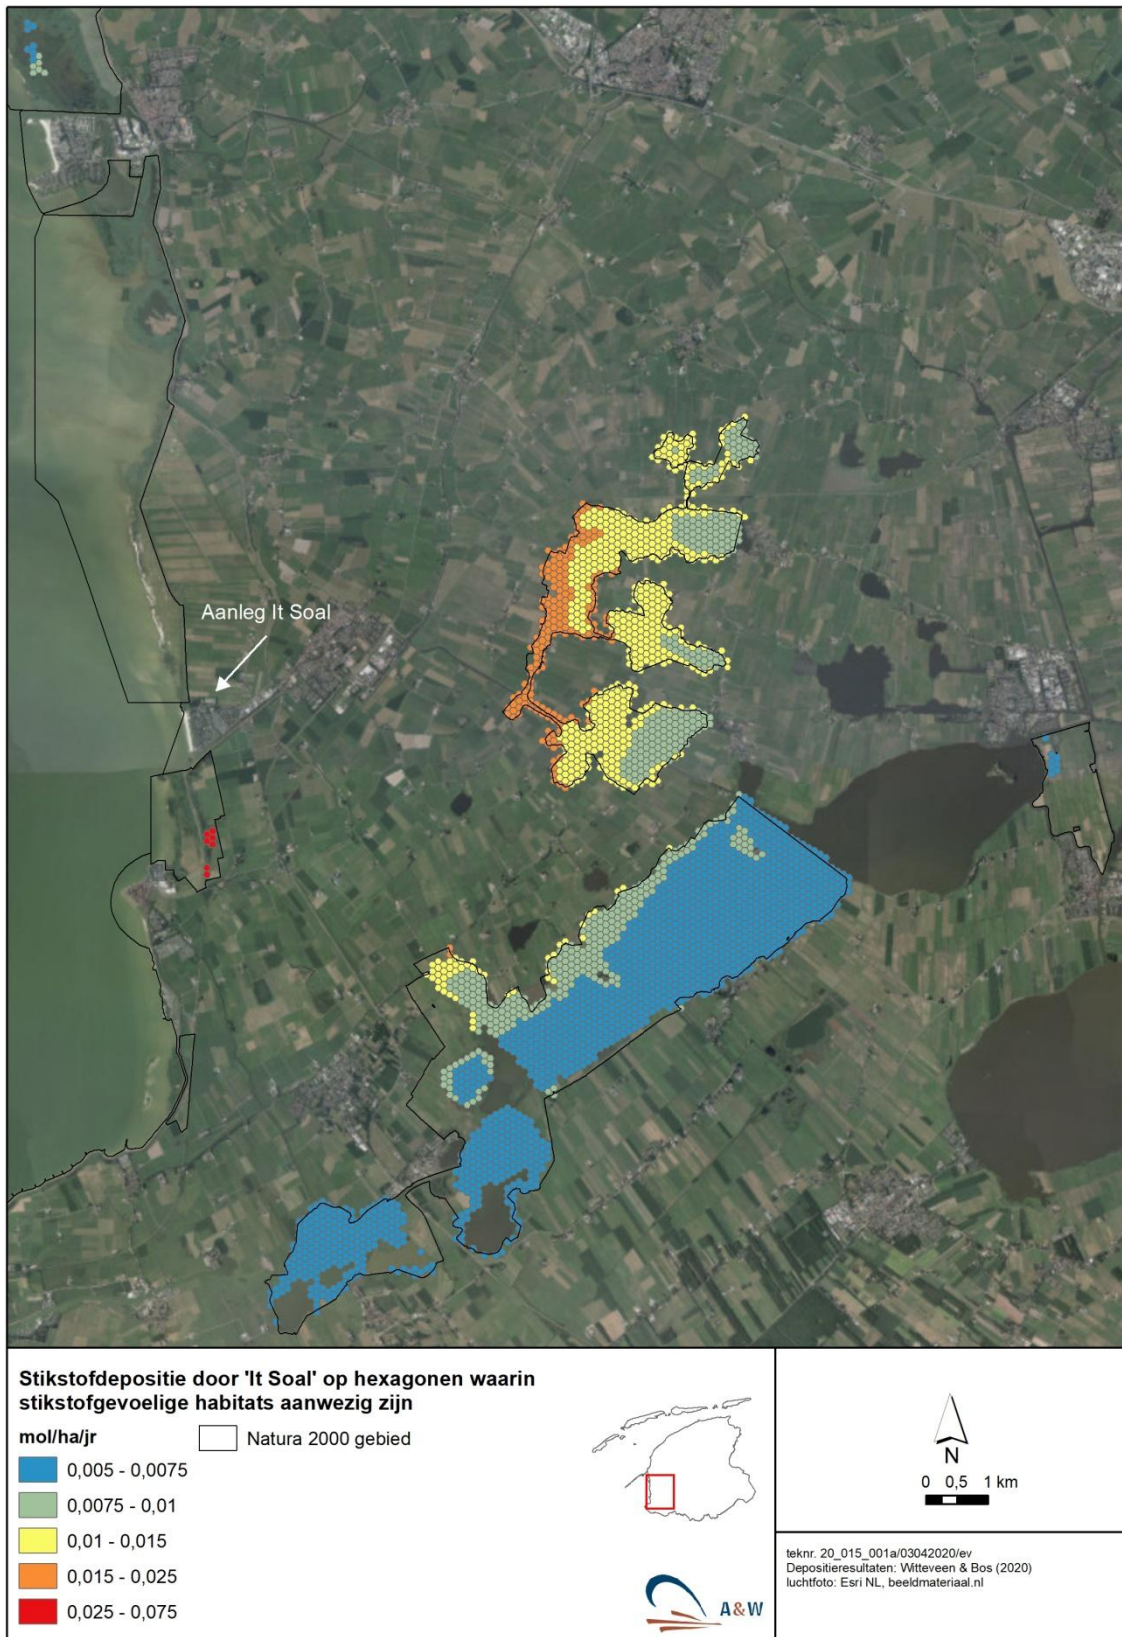 Aanleg It Soal
Stikstofdepositie door 'It Soal' op hexagonen waarin
stikstofgevoelige habitats aanwezig zijn
mol/ha/jr
Natura 2000 gebied
0,005 - 0,0075
0,0075 - 0,01
0,01 - 0,015
0,015 - 0,025
0,025 - 0,075
A&W
N
0 0,5 1 km
teknr. 20_015_001a/03042020/ev
Depositieresultaten: Witteveen & Bos (2020)
luchtfoto: Esri NL, beeldmateriaal.nl